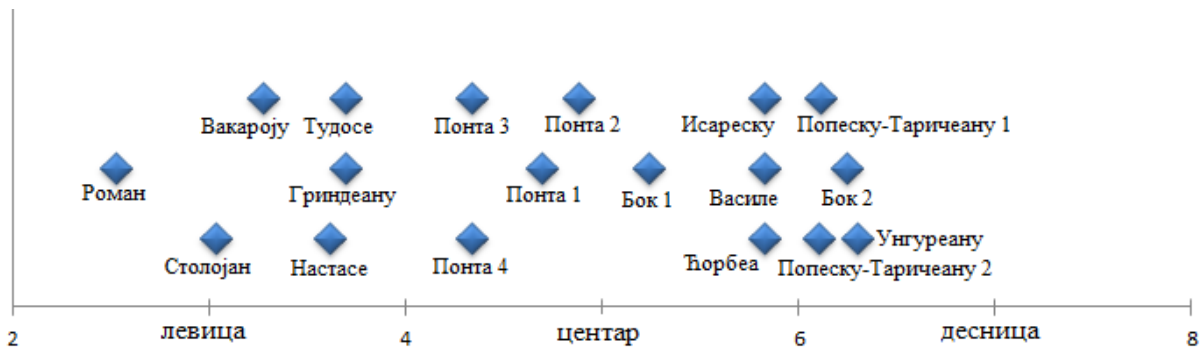 Вакароју Тудосе Понта 3 Понта 2 Исареску Попеску-Таричеану 1
Роман Гриндеану Понта 1 Бок 1 Василе Бок 2
Столојан Настасе Понта 4 Ћорбеа Попеску-Таричеану 2 Унгуреану
2 левица 4 центар 6 десница 8